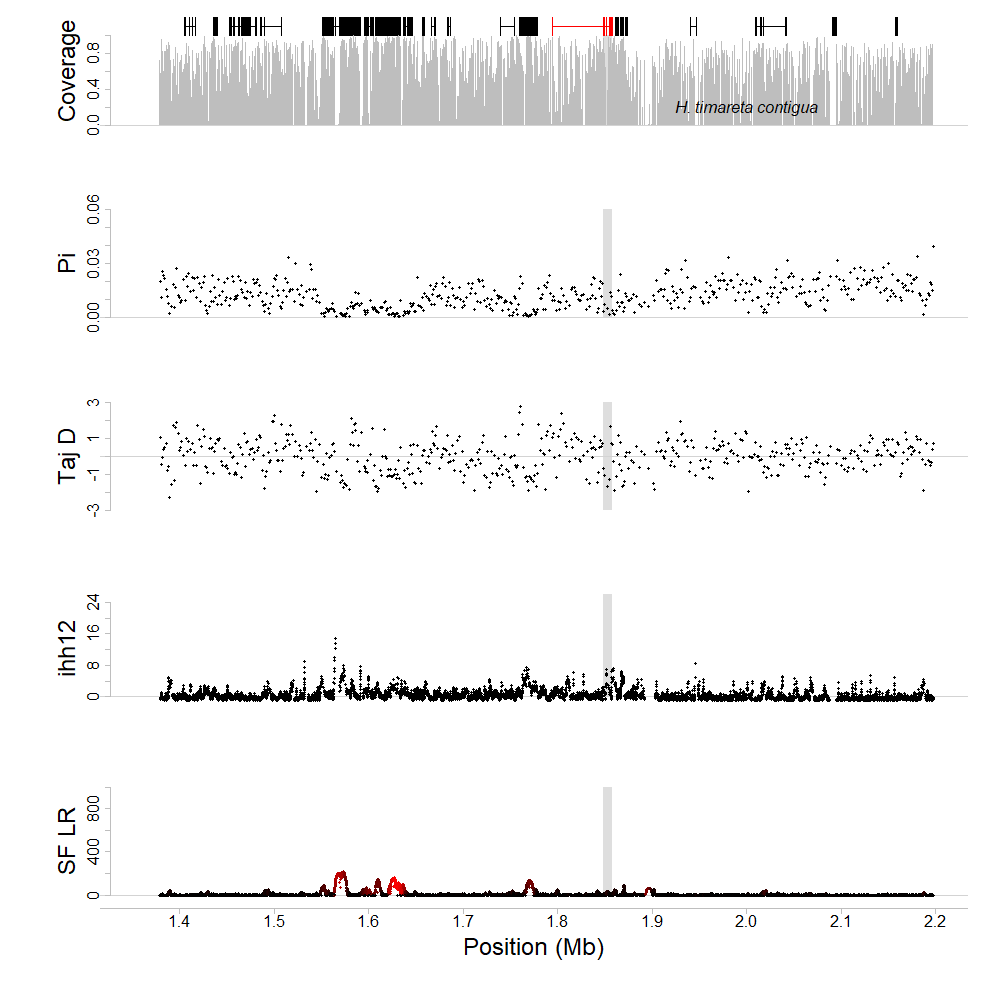 Coverage
0.0 0.4 0.8
H. timareta contigua
Pi
0.00 0.03 0.06
Taj D
-3 -1 1 3
ihh12
0 8 16 24
SF LR
0 400 800
1.4 1.5 1.6 1.7 1.8 1.9 2.0 2.1 2.2
Position (Mb)